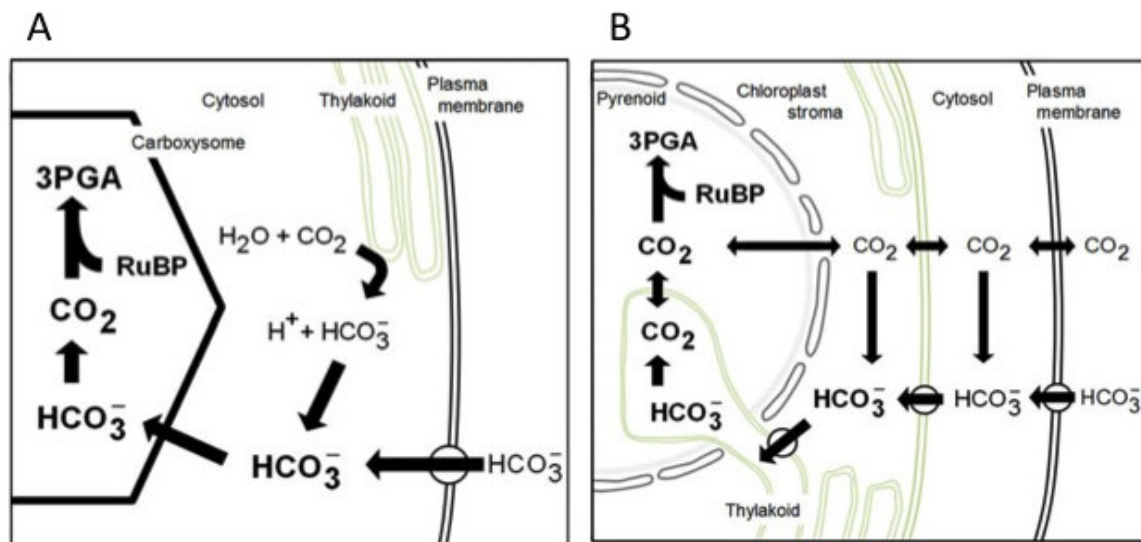 A
Cytosol
Thylakoid
Plasma
membrane
Carboxysome
3PGA
RuBP
CO₂
HCO₃⁻
H₂O + CO₂
H⁺ + HCO₃⁻
HCO₃⁻
HCO₃⁻
B
Pyrenoid
Chloroplast
stroma
Cytosol
Plasma
membrane
3PGA
RuBP
CO₂
CO₂
CO₂
CO₂
CO₂
HCO₃⁻
HCO₃⁻
HCO₃⁻
HCO₃⁻
Thylakoid